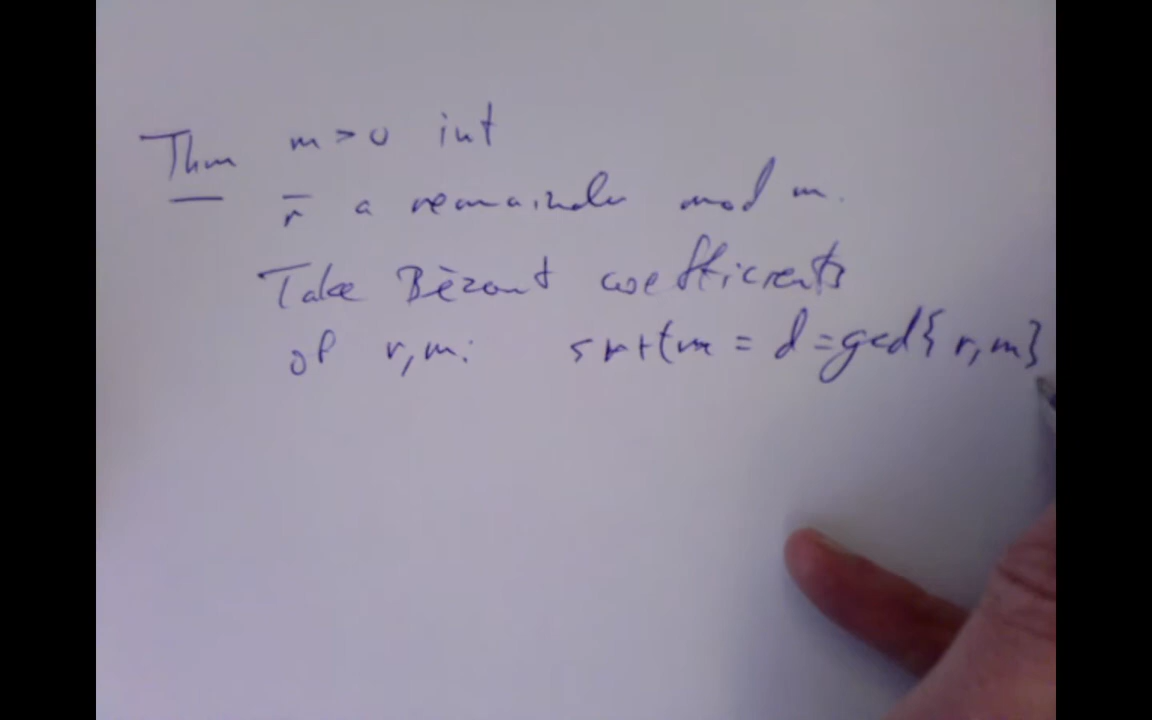 Thm m > 0 int
r̅ a remainder mod m.
Take Bèzout coefficients
of r,m: sr+tm = d = gcd{r,m}